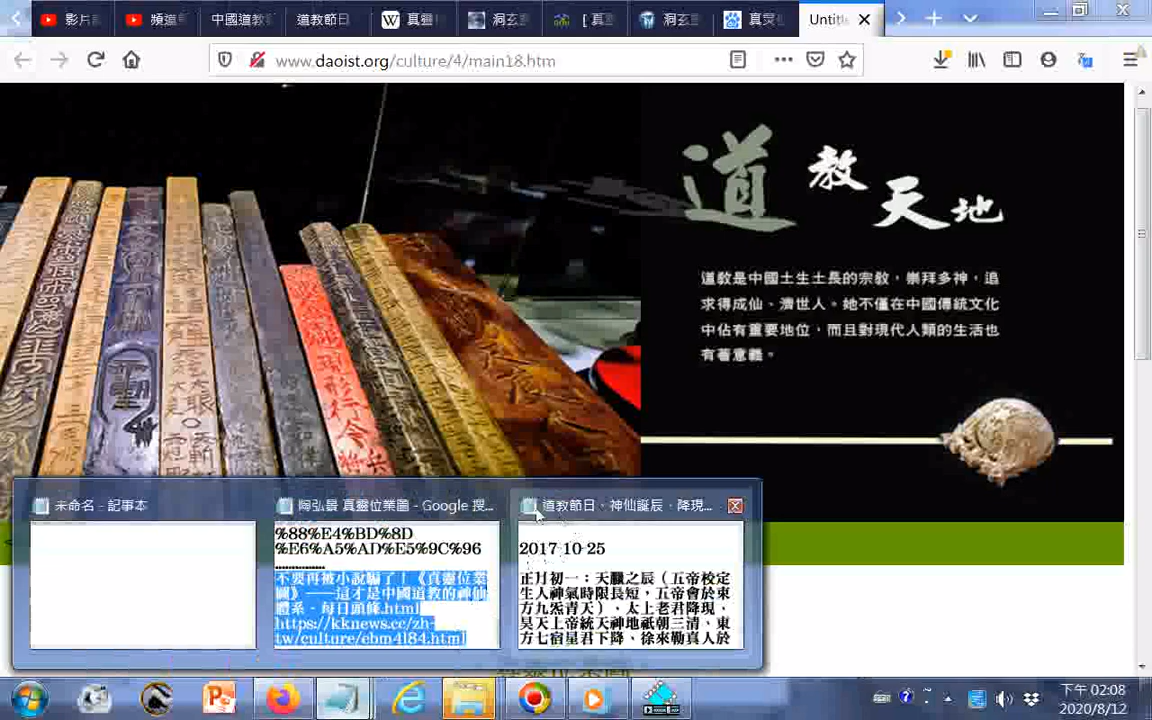 影片
頻道
中國道教
道教節日
真靈
洞玄
[ 真
洞玄
真灵位
Untitle
www.daoist.org/culture/4/main18.htm
道教天地
道教是中國土生土長的宗教，崇拜多神，追
求得成仙、濟世人。她不僅在中國傳統文化
中佔有重要地位，而且對現代人類的生活也
有著意義。
未命名 - 記事本
陶弘景 真靈位業圖 - Google 搜...
道教節日、神仙誕辰、降現...
%88%E4%BD%8D
%E6%A5%AD%E5%9C%96
不要再被小說騙了！《真靈位業
圖》——這才是中國道教的神仙
體系 - 每日頭條.html
https://kknews.cc/zh-
tw/culture/ebm4l84.html
2017-10-25
正月初一：天臘之辰（五帝校定
生人神氣時限長短，五帝會於東
方九炁青天），太上老君降現，
昊天上帝統天神地祇朝三清、東
方七宿星君下降、徐來勒真人於
下午 02:08
2020/8/12